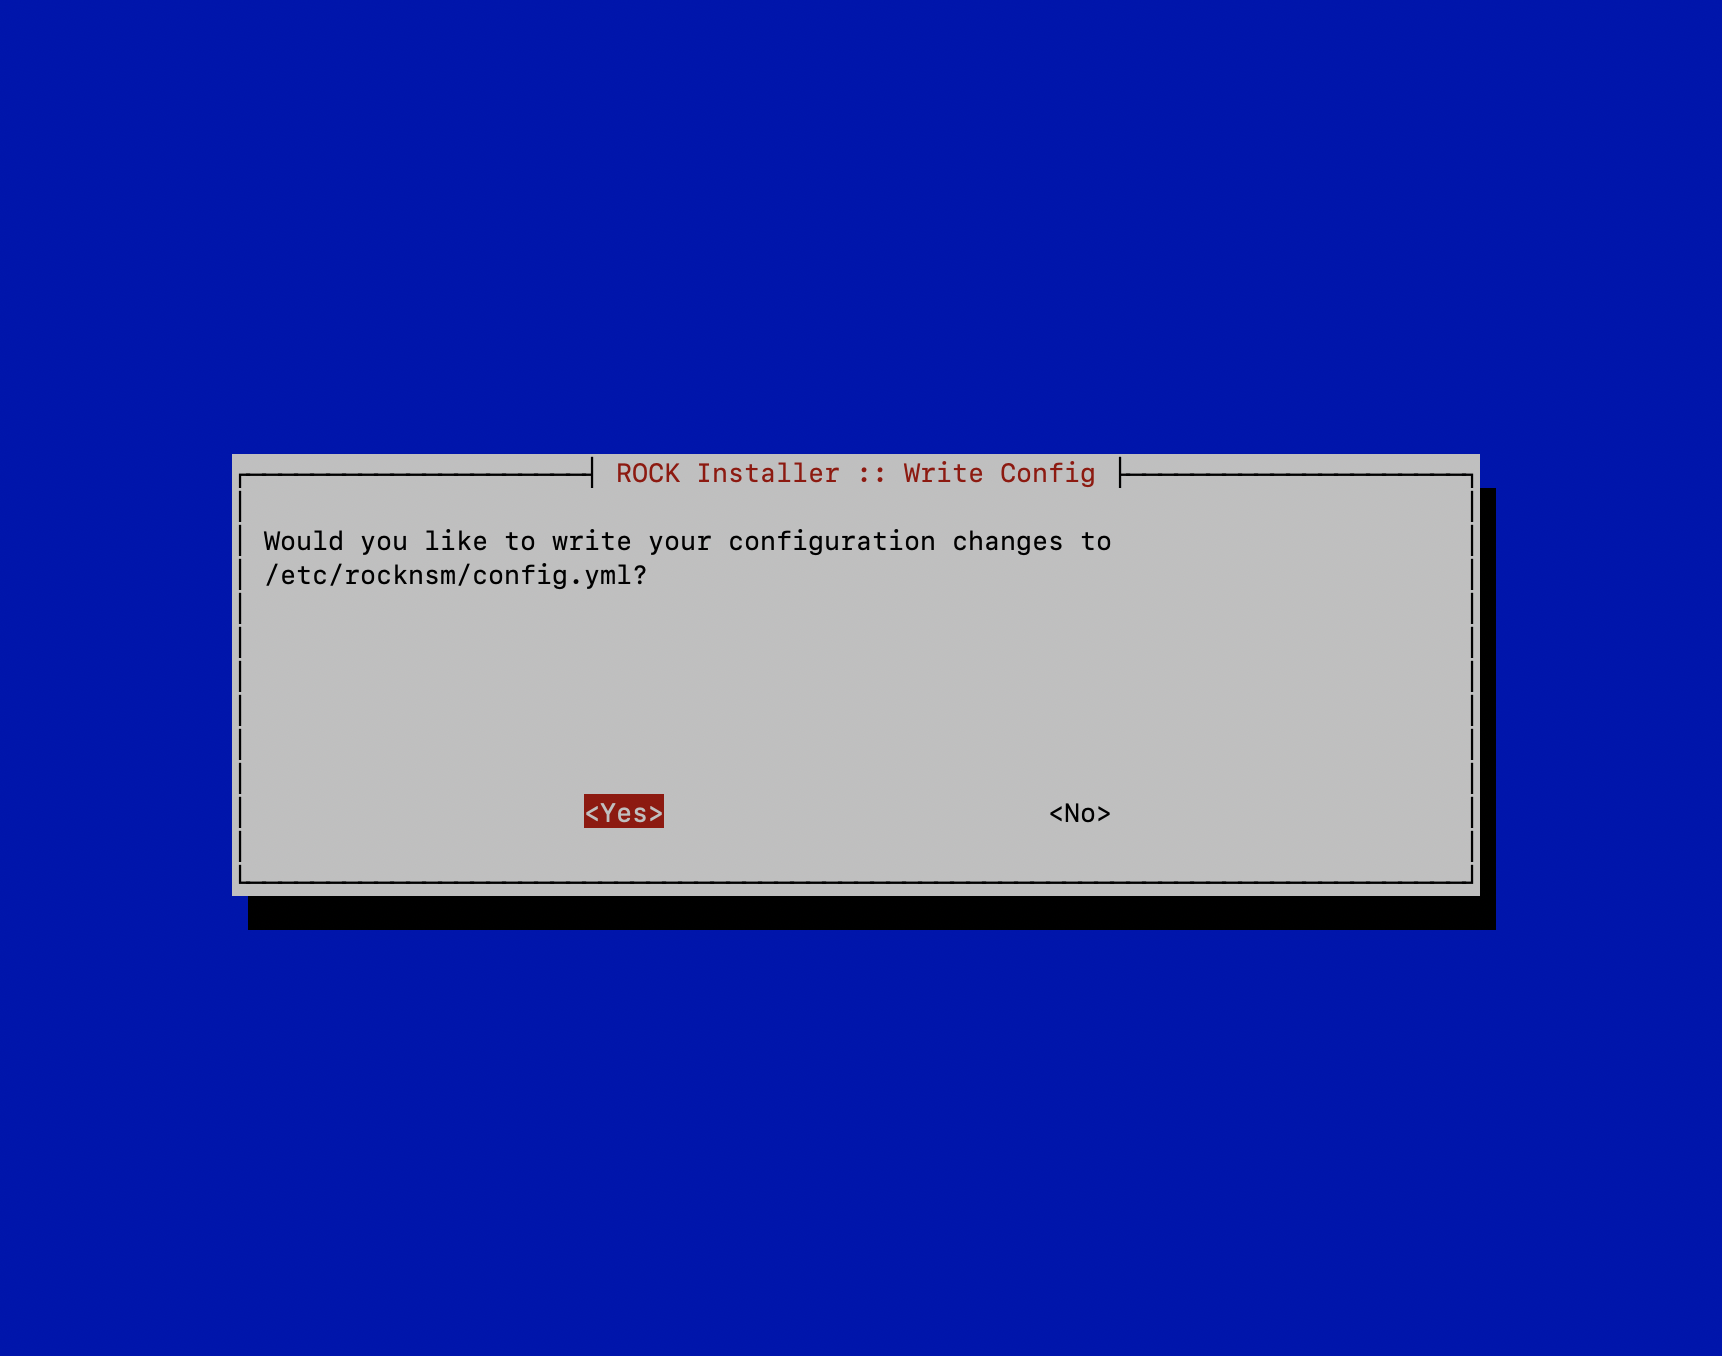 ROCK Installer :: Write Config
Would you like to write your configuration changes to
/etc/rocknsm/config.yml?
<Yes> <No>